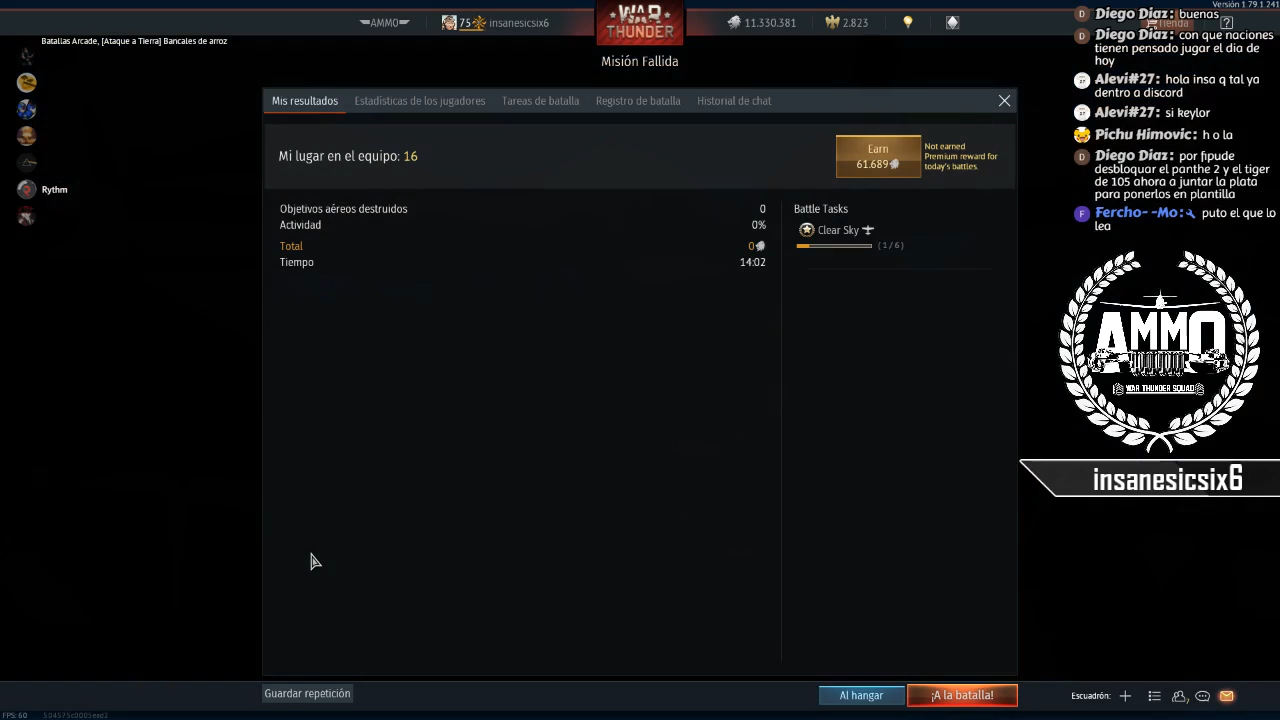 Versión 1.79.1.241
=AMMO=
75
insanesicsix6
WAR THUNDER
11.330.381
2.823
Tienda
?
Batallas Arcade, [Ataque a Tierra] Bancales de arroz
Misión Fallida
Mis resultados
Estadísticas de los jugadores
Tareas de batalla
Registro de batalla
Historial de chat
Mi lugar en el equipo: 16
Earn
61.689
Not earned
Premium reward for
today's battles.
Objetivos aéreos destruidos 0
Actividad 0%
Total 0
Tiempo 14:02
Battle Tasks
Clear Sky
(1/6)
Rythm
D Diego Diaz: buenas
D Diego Diaz: con que naciones
tienen pensado jugar el dia de
hoy
Alevi#27: hola insa q tal ya
dentro a discord
Alevi#27: si keylor
Pichu Himovic: h o la
D Diego Diaz: por fipude
desbloquar el panthe 2 y el tiger
de 105 ahora a juntar la plata
para ponerlos en plantilla
F Fercho- -Mo: puto el que lo
lea
AMMO
WAR THUNDER SQUAD
insanesicsix6
Guardar repetición
Al hangar
¡A la batalla!
Escuadrón:
FPS: 60